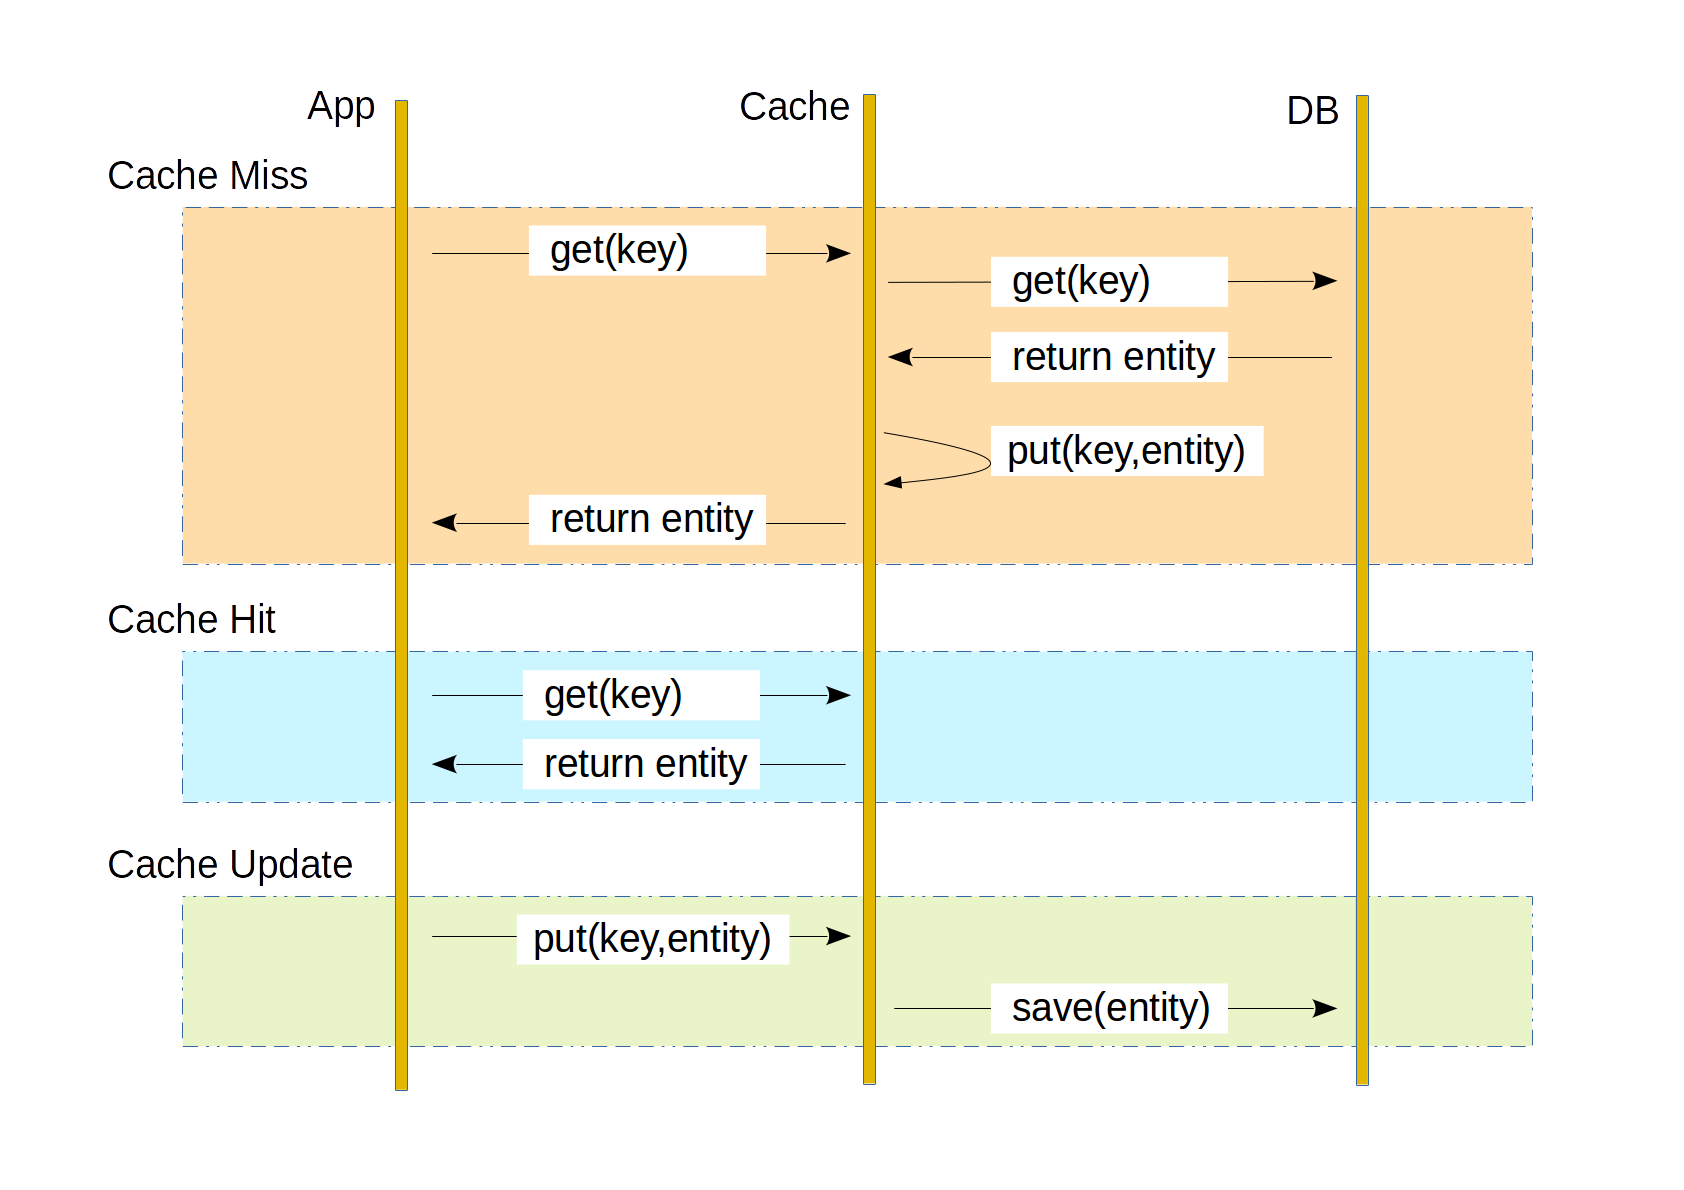 App
Cache
DB
Cache Miss
get(key)
get(key)
return entity
put(key,entity)
return entity
Cache Hit
get(key)
return entity
Cache Update
put(key,entity)
save(entity)